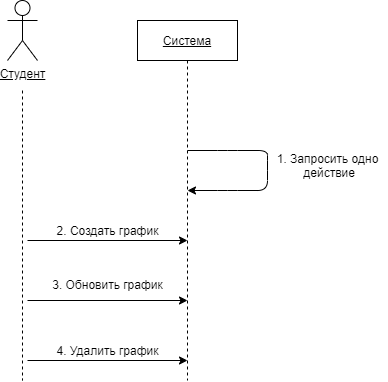 Студент
Система
1. Запросить одно
действие
2. Создать график
3. Обновить график
4. Удалить график